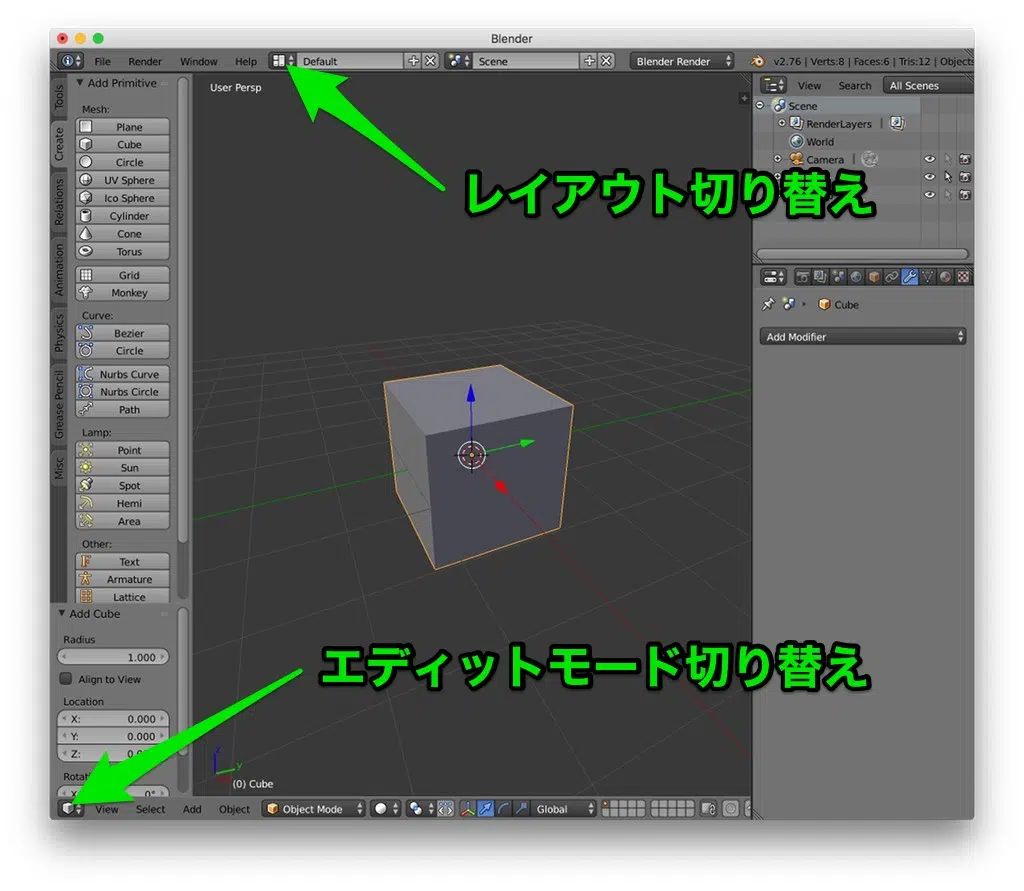 Blender
File Render Window Help Default Scene Blender Render v2.76 | Verts:8 | Faces:6 | Tris:12 | Objects
Add Primitive
User Persp
View Search All Scenes
Tools
Create
Relations
Animation
Physics
Grease Pencil
Misc
Mesh:
Plane
Cube
Circle
UV Sphere
Ico Sphere
Cylinder
Cone
Torus
Grid
Monkey
Curve:
Bezier
Circle
Nurbs Curve
Nurbs Circle
Path
Lamp:
Point
Sun
Spot
Hemi
Area
Other:
Text
Armature
Lattice
Add Cube
Radius
1.000
Align to View
Location
X: 0.000
Y: 0.000
Z:
X 0°
レイアウト切り替え
エディットモード切り替え
z
y
(0) Cube
Scene
RenderLayers |
World
Camera |
Cube
Add Modifier
View Select Add Object Object Mode Global